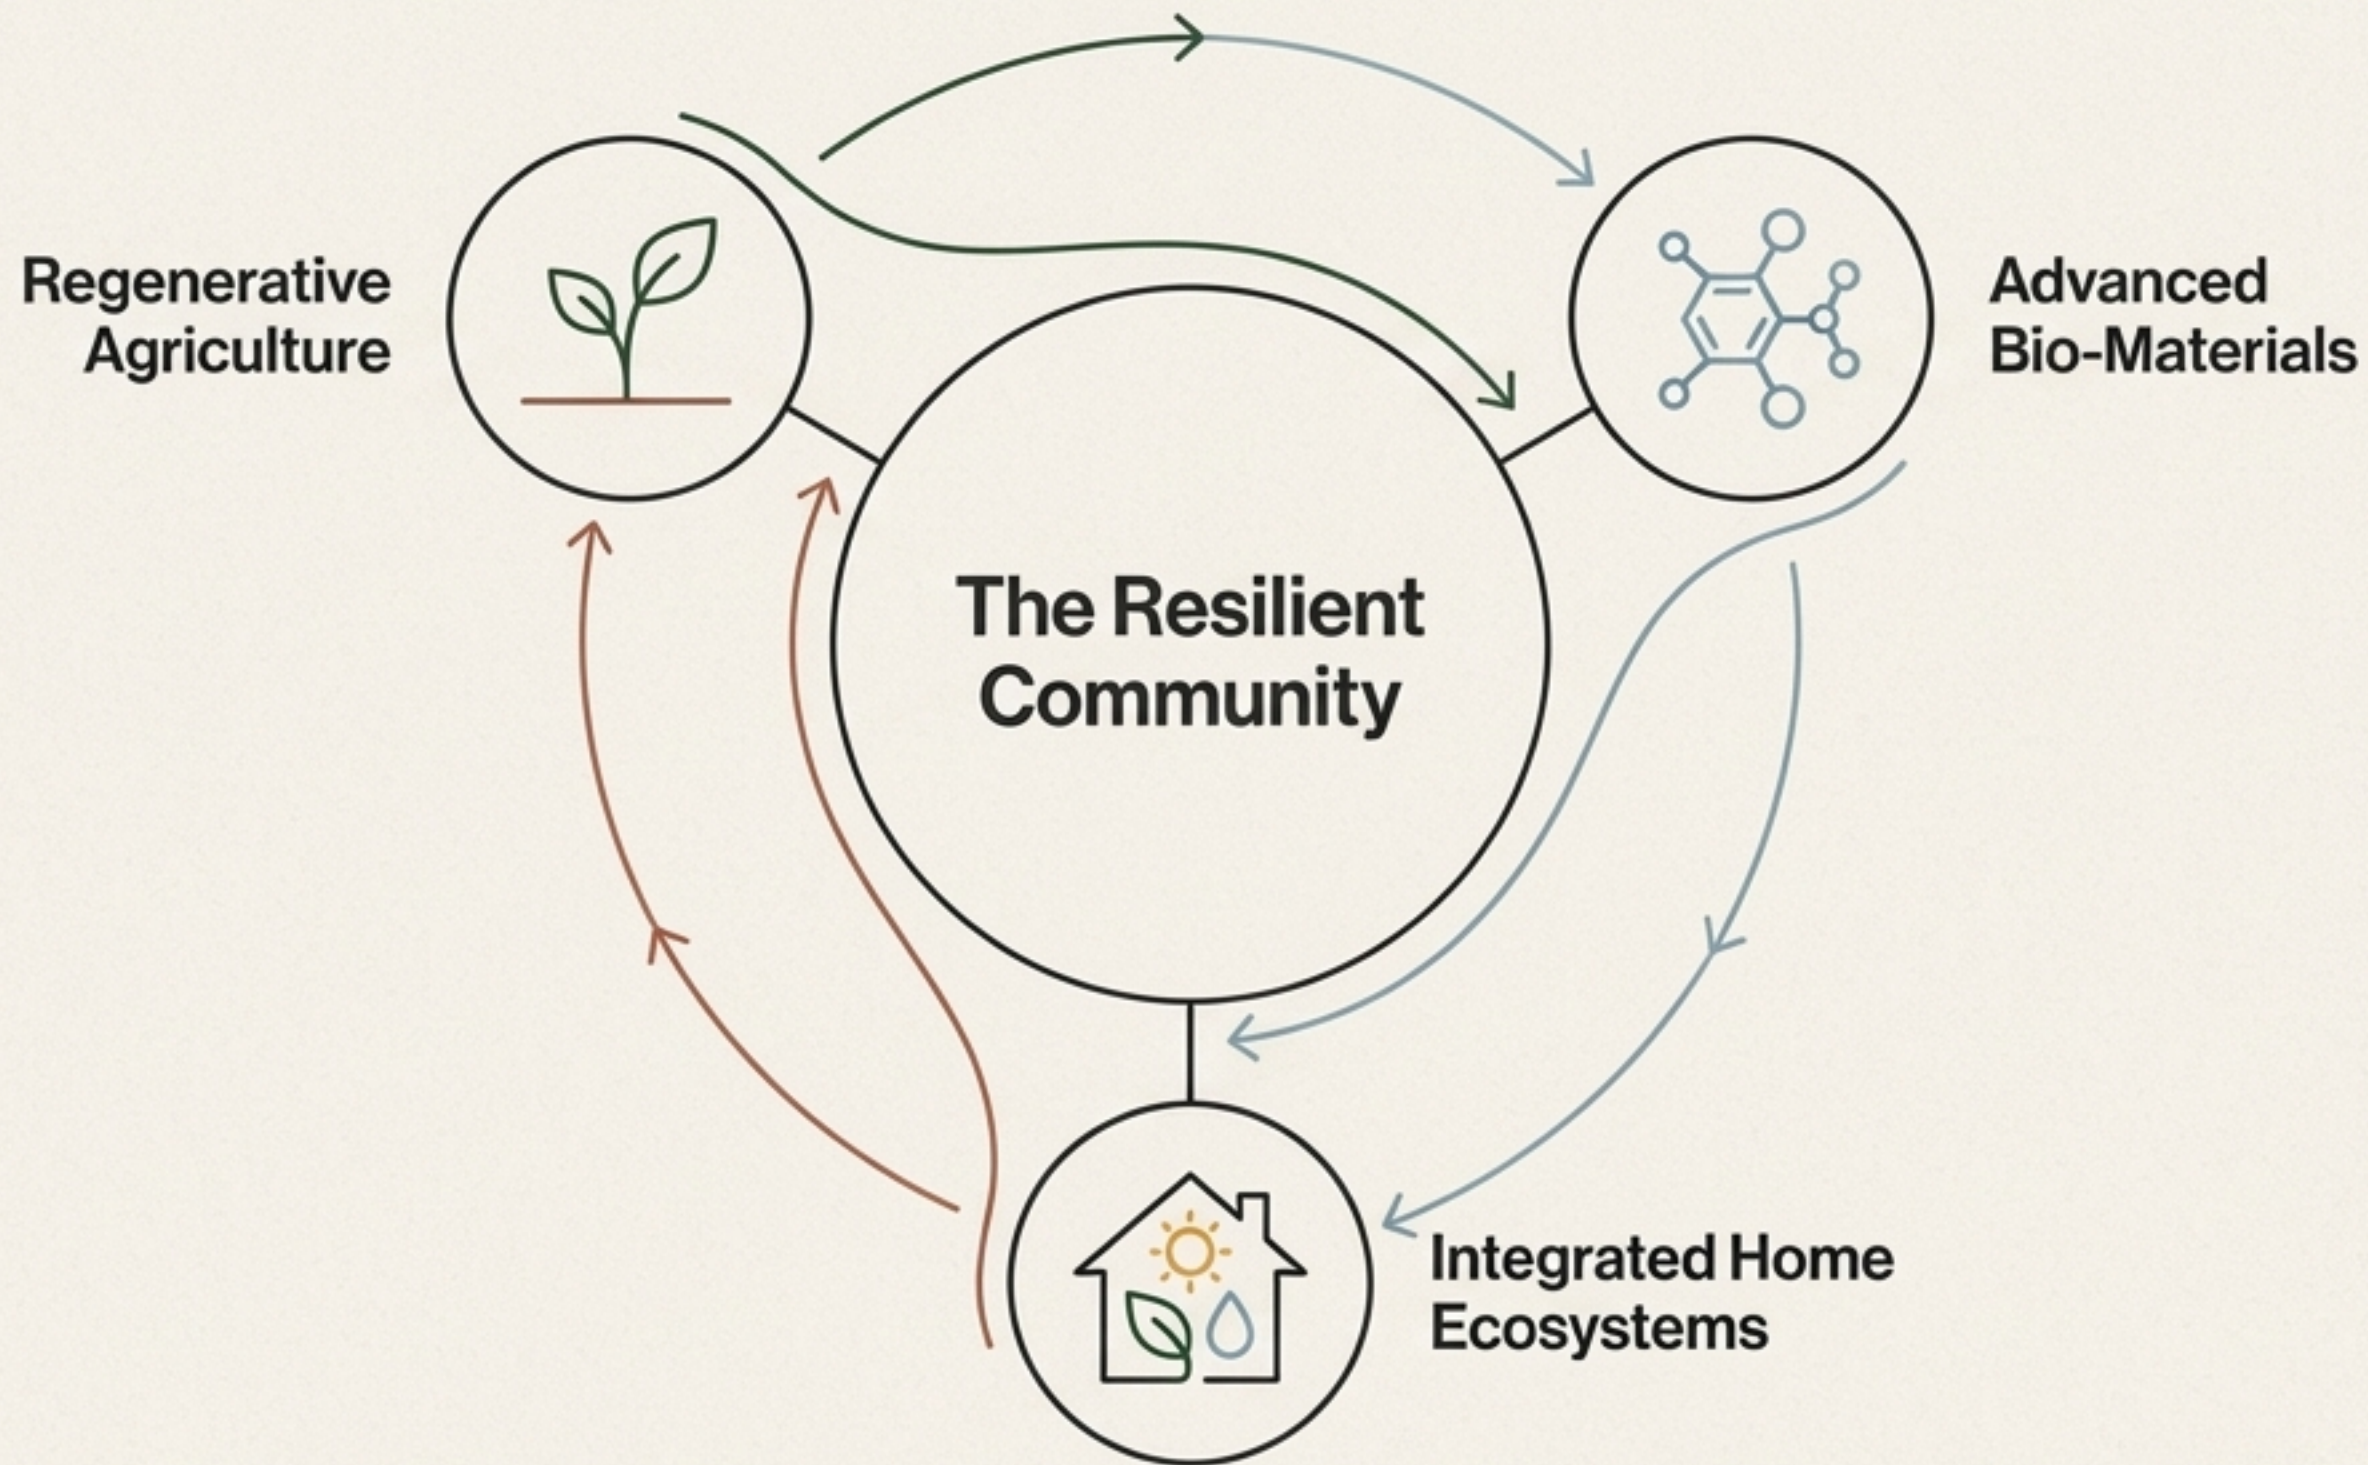 Regenerative
Agriculture
Advanced
Bio-Materials
The Resilient
Community
Integrated Home
Ecosystems